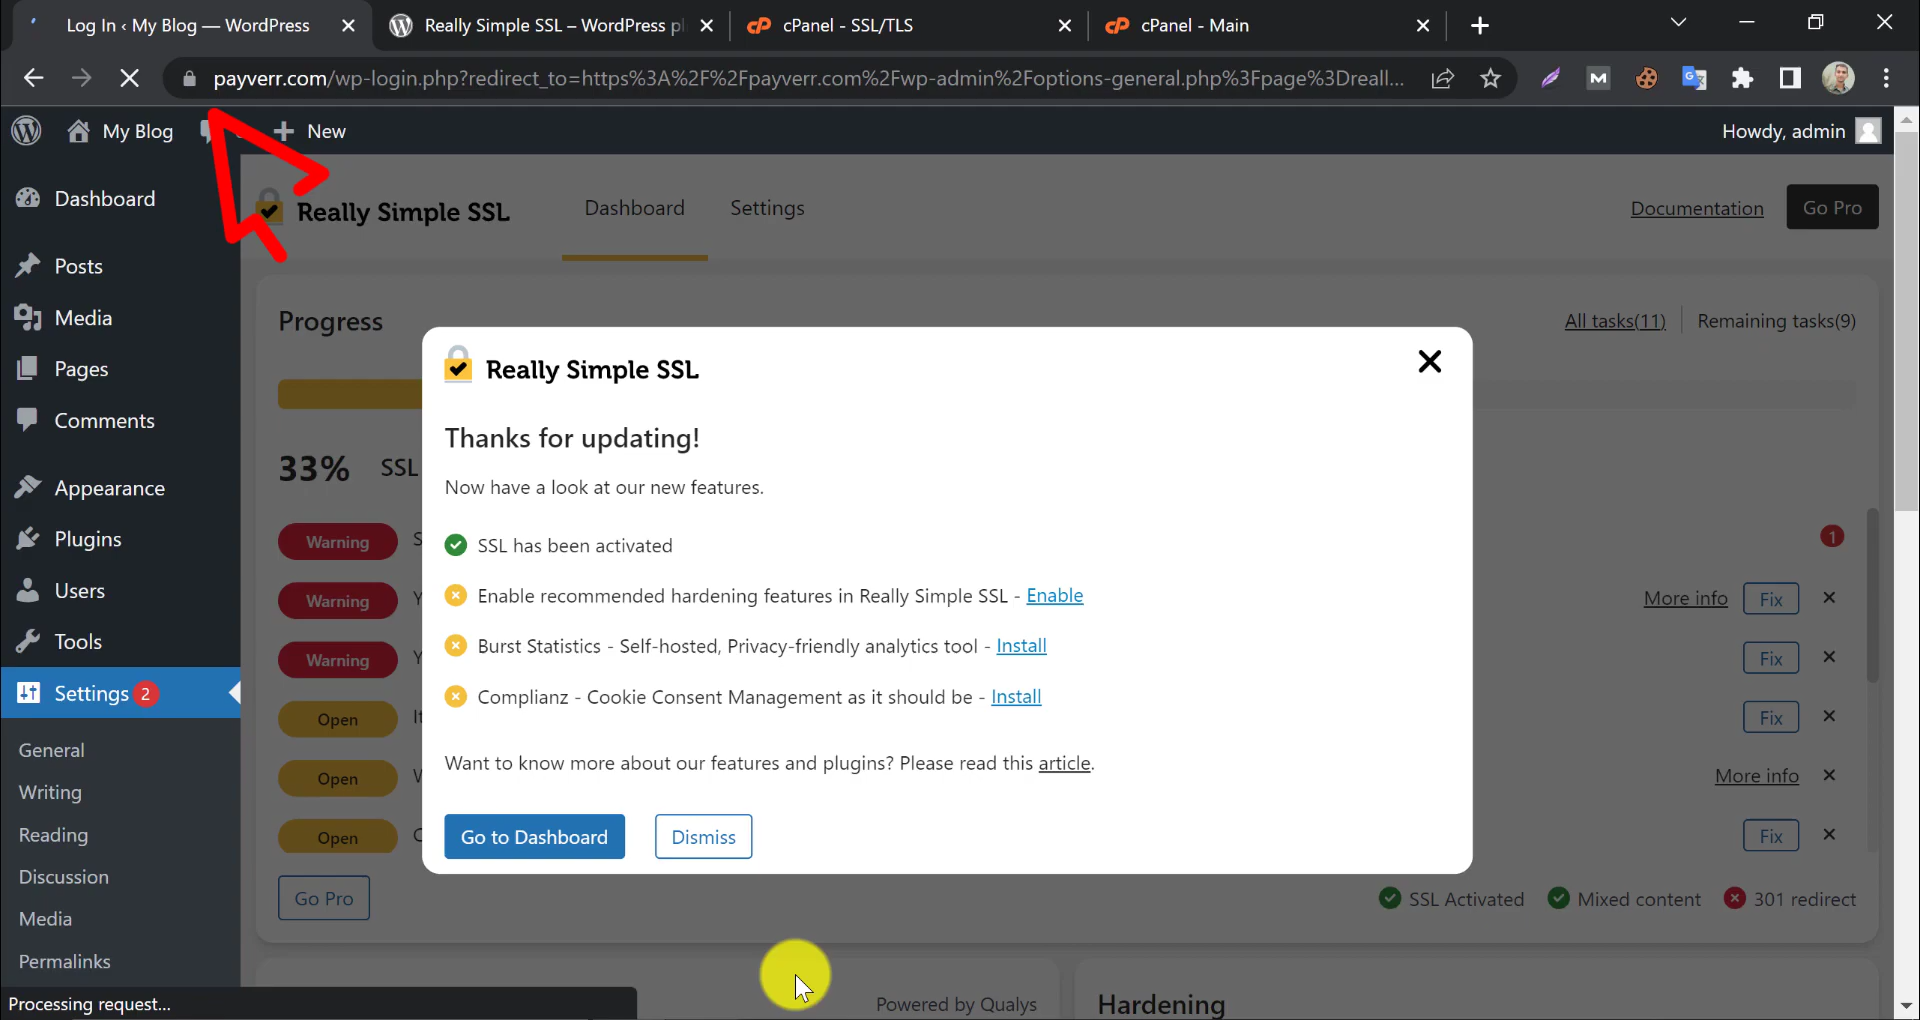 Log In ‹ My Blog — WordPress
Really Simple SSL – WordPress pl
cPanel - SSL/TLS
cPanel - Main
payverr.com/wp-login.php?redirect_to=https%3A%2F%2Fpayverr.com%2Fwp-admin%2Foptions-general.php%3Fpage%3Dreall...
My Blog
New
Howdy, admin
Dashboard
Posts
Media
Pages
Comments
Appearance
Plugins
Users
Tools
Settings 2
General
Writing
Reading
Discussion
Media
Permalinks
Processing request...
Really Simple SSL
Dashboard
Settings
Documentation
Go Pro
Progress
All tasks(11)
Remaining tasks(9)
33% SSL
Warning
1
Warning
More info
Fix
Warning
Fix
Open
Fix
Open
More info
Open
Fix
Go Pro
SSL Activated
Mixed content
301 redirect
Powered by Qualys
Hardening
Really Simple SSL
Thanks for updating!
Now have a look at our new features.
SSL has been activated
Enable recommended hardening features in Really Simple SSL - Enable
Burst Statistics - Self-hosted, Privacy-friendly analytics tool - Install
Complianz - Cookie Consent Management as it should be - Install
Want to know more about our features and plugins? Please read this article.
Go to Dashboard
Dismiss